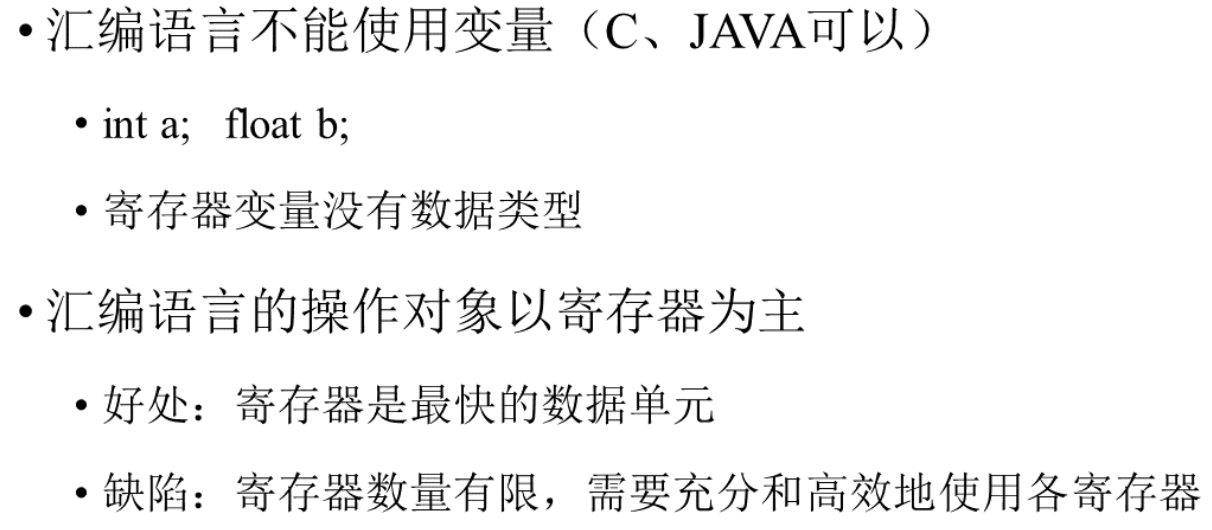 • 汇编语言不能使用变量（C、JAVA可以）
• int a; float b;
• 寄存器变量没有数据类型
• 汇编语言的操作对象以寄存器为主
• 好处：寄存器是最快的数据单元
• 缺陷：寄存器数量有限，需要充分和高效地使用各寄存器